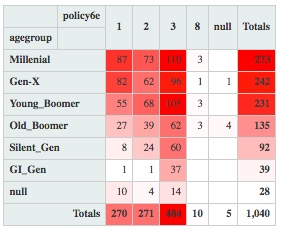 policy6e 1 2 3 8 null Totals
agegroup
Millenial 87 73 110 3 273
Gen-X 82 62 96 1 1 242
Young_Boomer 55 68 105 3 231
Old_Boomer 27 39 62 3 4 135
Silent_Gen 8 24 60 92
GI_Gen 1 1 37 39
null 10 4 14 28
Totals 270 271 484 10 5 1,040